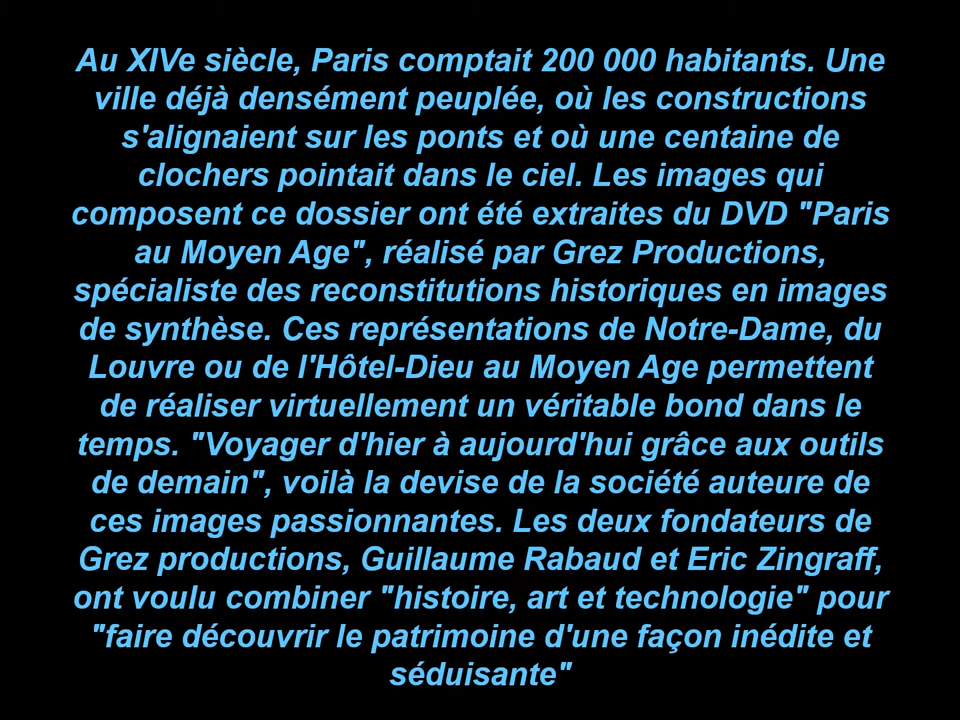 Au XIVe siècle, Paris comptait 200 000 habitants. Une
ville déjà densément peuplée, où les constructions
s'alignaient sur les ponts et où une centaine de
clochers pointait dans le ciel. Les images qui
composent ce dossier ont été extraites du DVD "Paris
au Moyen Age", réalisé par Grez Productions,
spécialiste des reconstitutions historiques en images
de synthèse. Ces représentations de Notre-Dame, du
Louvre ou de l'Hôtel-Dieu au Moyen Age permettent
de réaliser virtuellement un véritable bond dans le
temps. "Voyager d'hier à aujourd'hui grâce aux outils
de demain", voilà la devise de la société auteure de
ces images passionnantes. Les deux fondateurs de
Grez productions, Guillaume Rabaud et Eric Zingraff,
ont voulu combiner "histoire, art et technologie" pour
"faire découvrir le patrimoine d'une façon inédite et
séduisante"